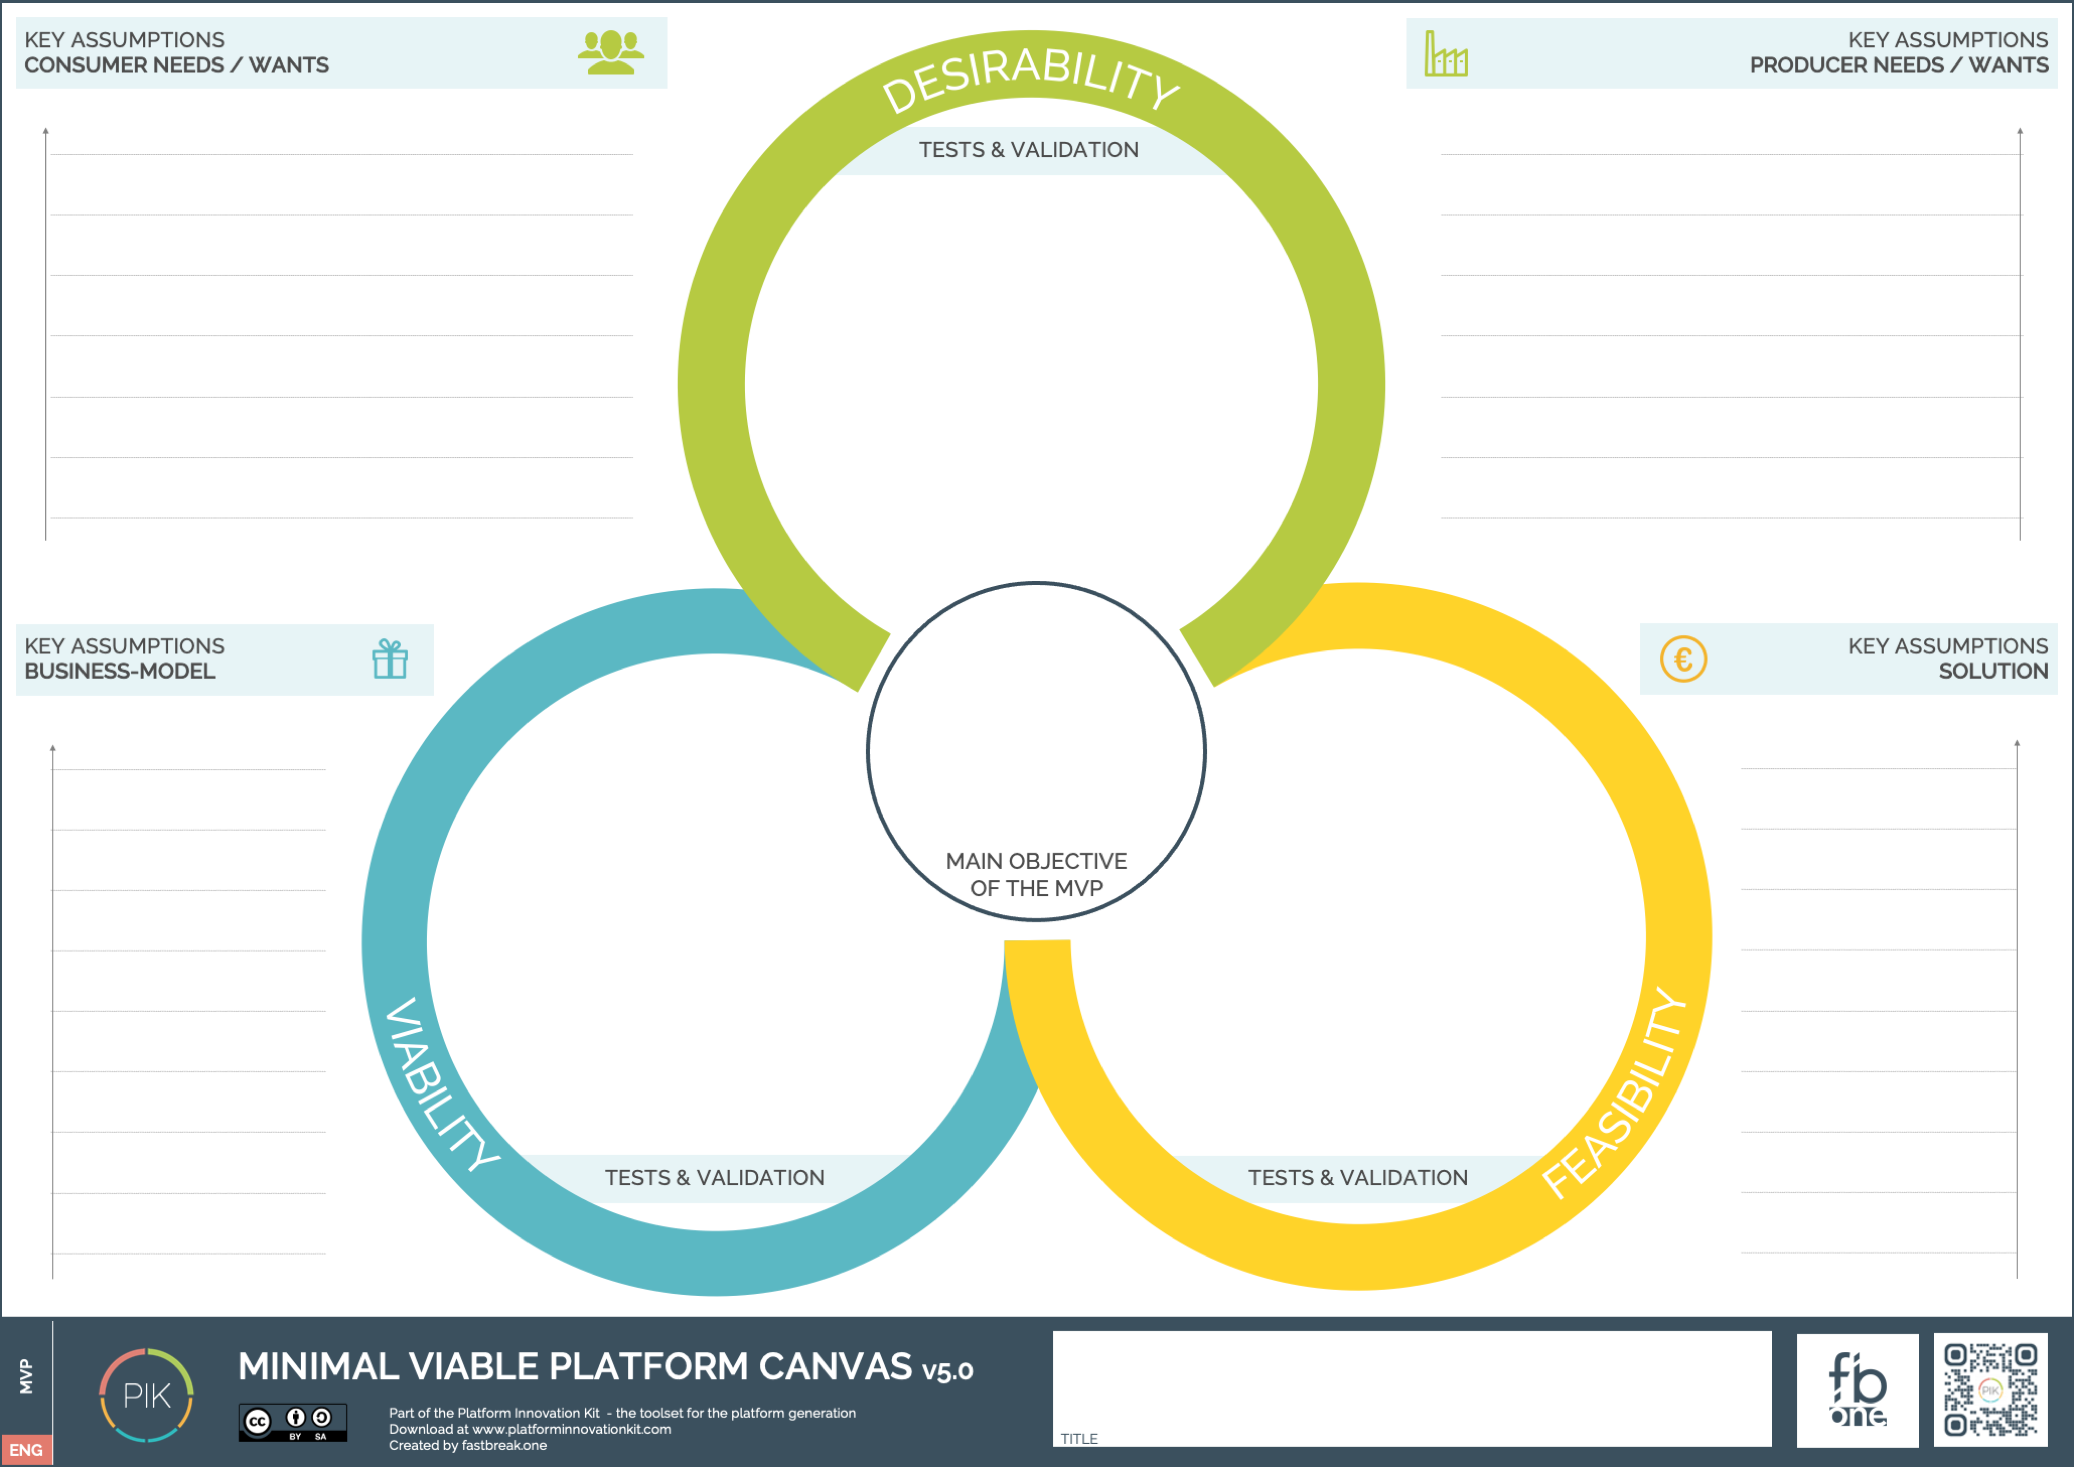 KEY ASSUMPTIONS
CONSUMER NEEDS / WANTS
DESIRABILITY
TESTS & VALIDATION
KEY ASSUMPTIONS
PRODUCER NEEDS / WANTS
KEY ASSUMPTIONS
BUSINESS-MODEL
KEY ASSUMPTIONS
SOLUTION
€
MAIN OBJECTIVE
OF THE MVP
VIABILITY
TESTS & VALIDATION
FEASIBILITY
TESTS & VALIDATION
MVP
ENG
PIK
MINIMAL VIABLE PLATFORM CANVAS v5.0
cc
BY SA
Part of the Platform Innovation Kit - the toolset for the platform generation
Download at www.platforminnovationkit.com
Created by fastbreak.one
TITLE
fb
one
PIK